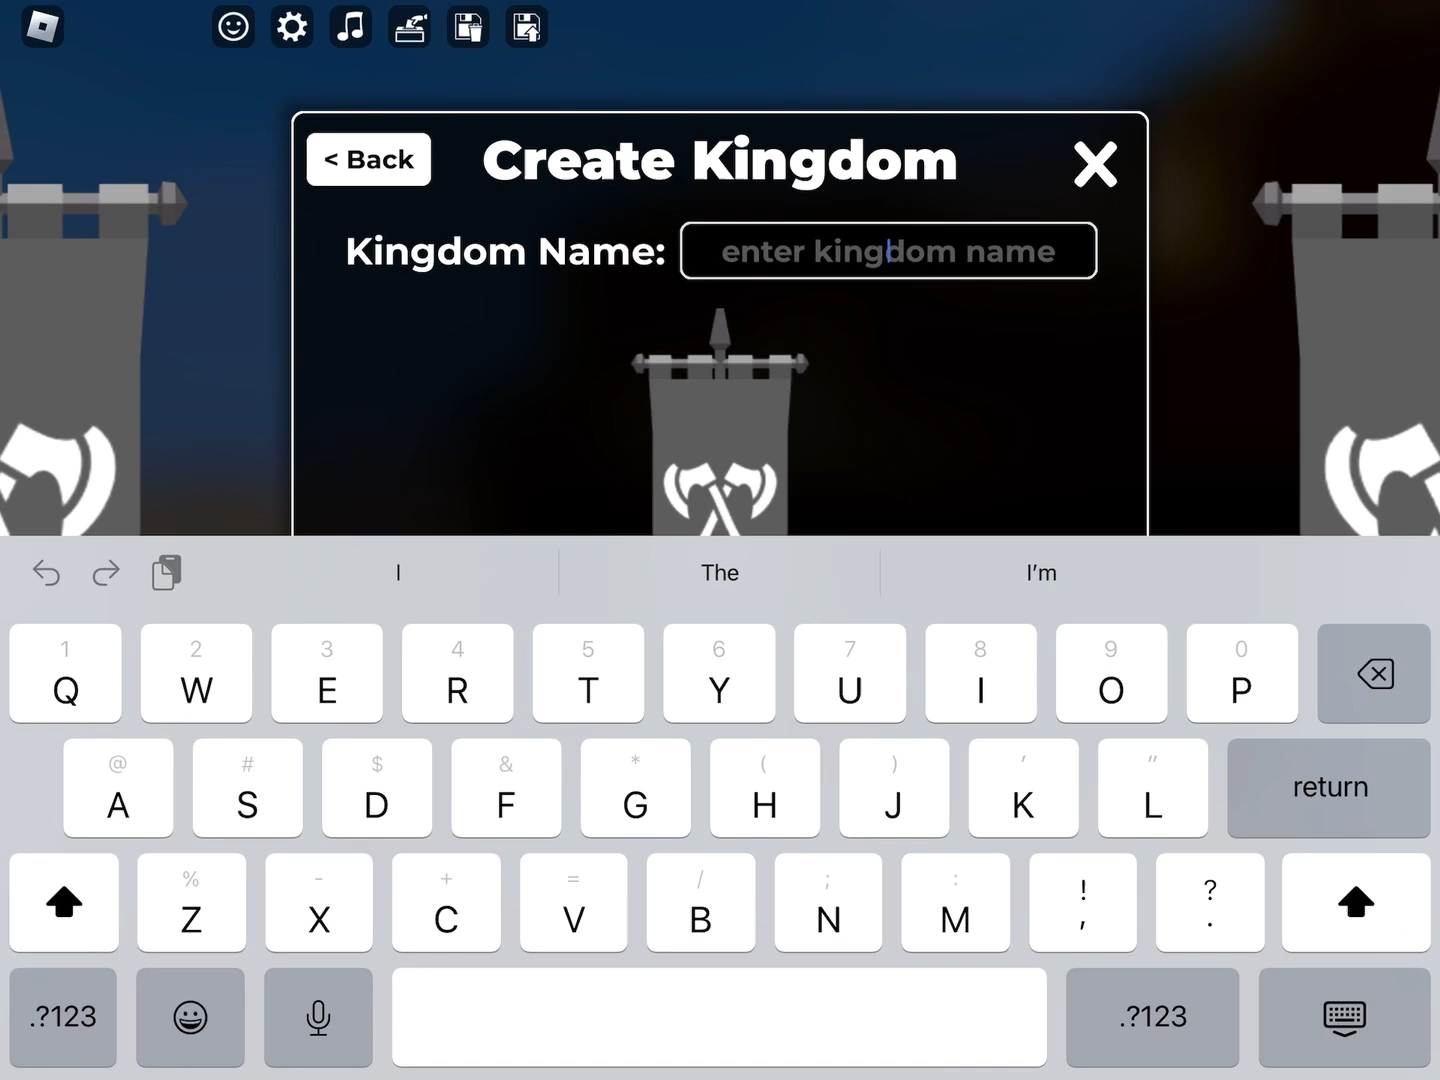 < Back
Create Kingdom
X
Kingdom Name:
enter kingdom name
I
The
I’m
1 2 3 4 5 6 7 8 9 0
Q W E R T Y U I O P
@ # $ & * ( ) ′ ″
A S D F G H J K L
return
% - + = / ; : ! ?
Z X C V B N M , .
.?123
.?123